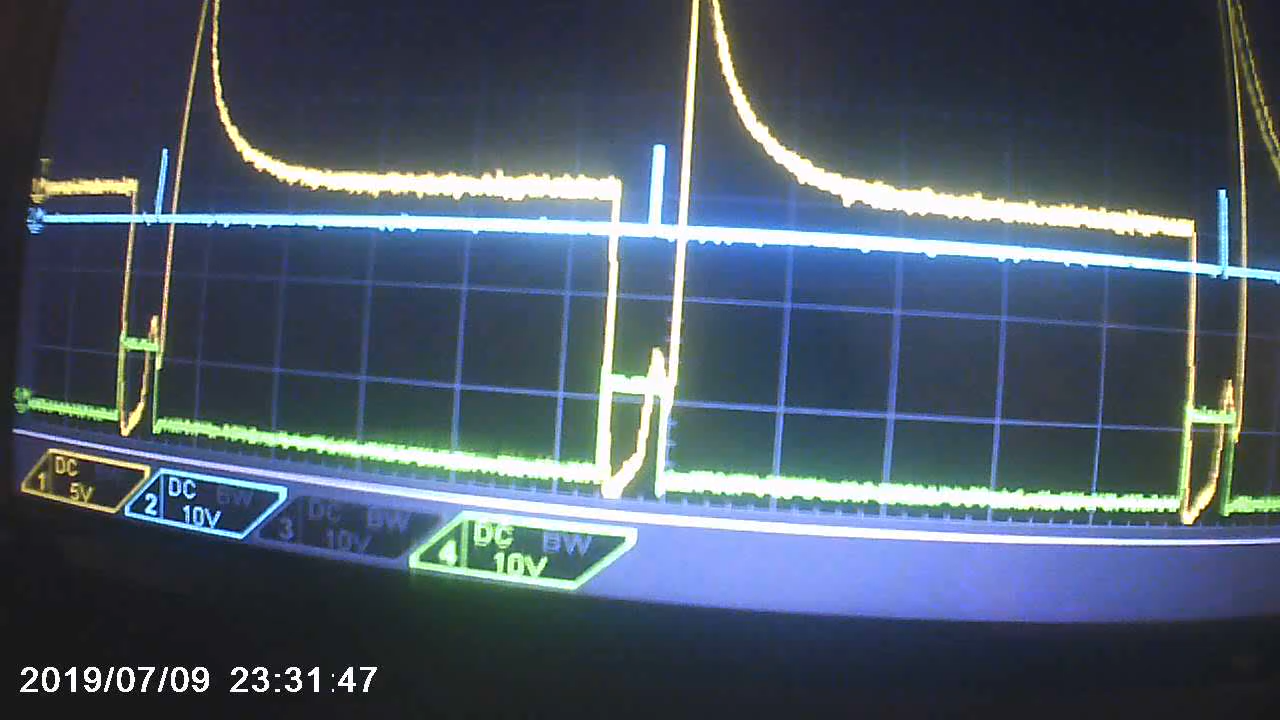 1 DC 5V
2 DC BW 10V
3 DC BW 10V
4 DC BW 10V
2019/07/09 23:31:47